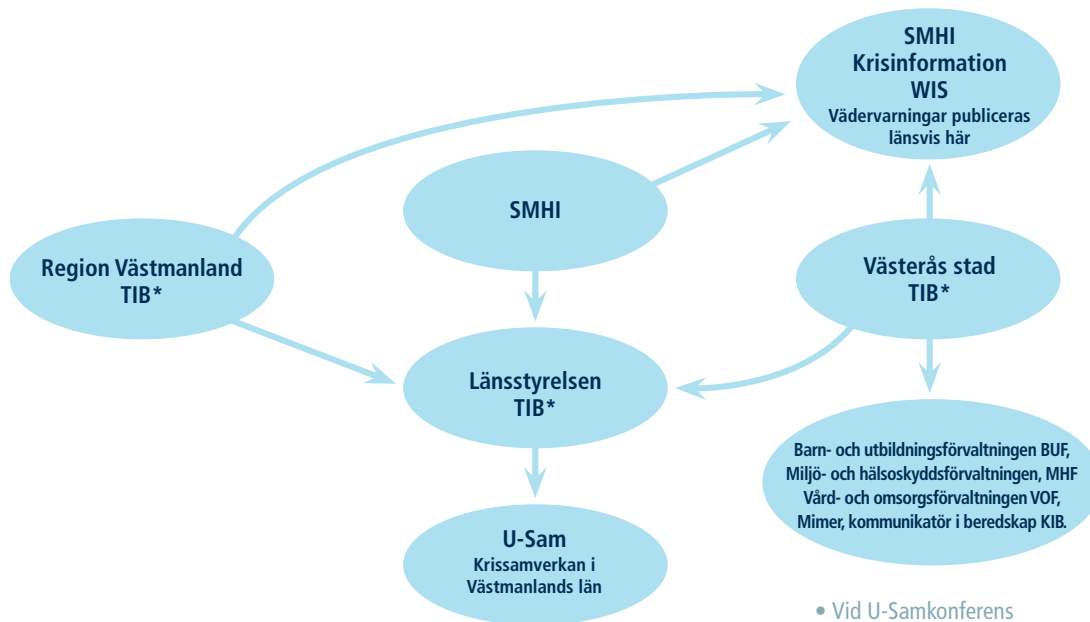 SMHI
Krisinformation
WIS
Vädervarningar publiceras
länsvis här
SMHI
Region Västmanland
TIB*
Västerås stad
TIB*
Länsstyrelsen
TIB*
Barn- och utbildningsförvaltningen BUF,
Miljö- och hälsoskyddsförvaltningen, MHF
Vård- och omsorgsförvaltningen VOF,
Mimer, kommunikatör i beredskap KIB.
U-Sam
Krissamverkan i
Västmanlands län
• Vid U-Samkonferens